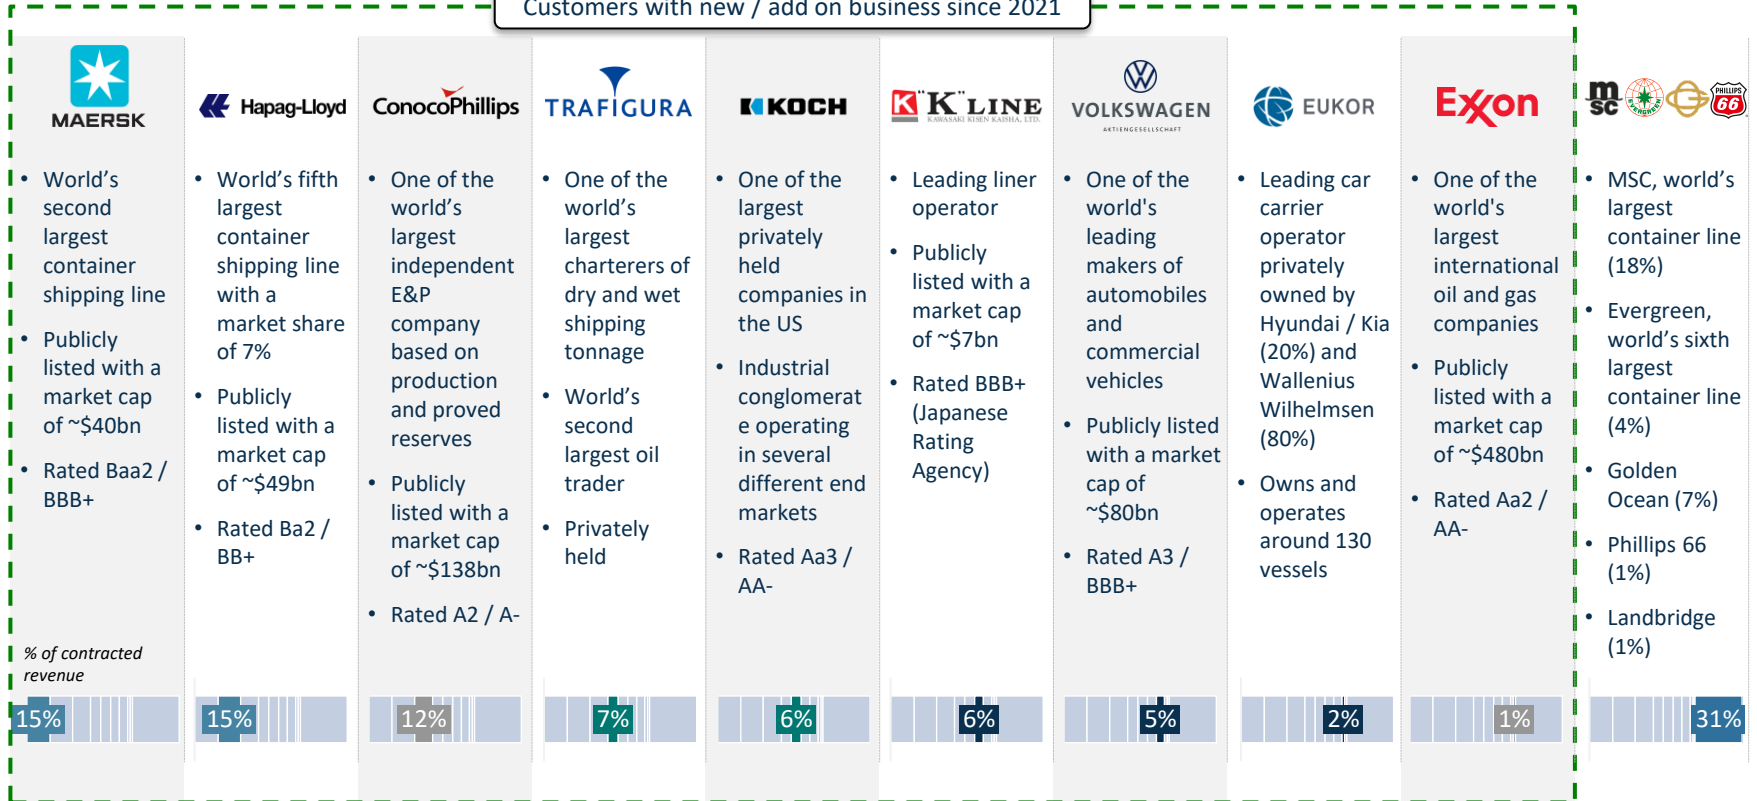 Customers with new / add on business since 2021
MAERSK
• World's
second
largest
container
shipping line
• Publicly
listed with a
market cap
of ~$40bn
• Rated Baa2 /
BBB+
% of contracted
revenue
15%
Hapag-Lloyd
• World's fifth
largest
container
shipping line
with a
market share
of 7%
• Publicly
listed with a
market cap
of ~$49bn
• Rated Ba2 /
BB+
15%
ConocoPhillips
• One of the
world's
largest
independent
E&P
company
based on
production
and proved
reserves
• Publicly
listed with a
market cap
of ~$138bn
• Rated A2 / A-
12%
TRAFIGURA
• One of the
world's
largest
charterers of
dry and wet
shipping
tonnage
• World's
second
largest oil
trader
• Privately
held
7%
KOCH
• One of the
largest
privately
held
companies in
the US
• Industrial
conglomerat
e operating
in several
different end
markets
• Rated Aa3 /
AA-
6%
K "K" LINE
KAWASAKI KISEN KAISHA, LTD.
• Leading liner
operator
• Publicly
listed with a
market cap
of ~$7bn
• Rated BBB+
(Japanese
Rating
Agency)
6%
VOLKSWAGEN
AKTIENGESELLSCHAFT
• One of the
world's
leading
makers of
automobiles
and
commercial
vehicles
• Publicly listed
with a market
cap of
~$80bn
• Rated A3 /
BBB+
5%
EUKOR
• Leading car
carrier
operator
privately
owned by
Hyundai / Kia
(20%) and
Wallenius
Wilhelmsen
(80%)
• Owns and
operates
around 130
vessels
2%
Exxon
• One of the
world's
largest
international
oil and gas
companies
• Publicly
listed with a
market cap
of ~$480bn
• Rated Aa2 /
AA-
1%
msc
EVERGREEN
PHILLIPS
66
• MSC, world's
largest
container line
(18%)
• Evergreen,
world's sixth
largest
container line
(4%)
• Golden
Ocean (7%)
• Phillips 66
(1%)
• Landbridge
(1%)
31%